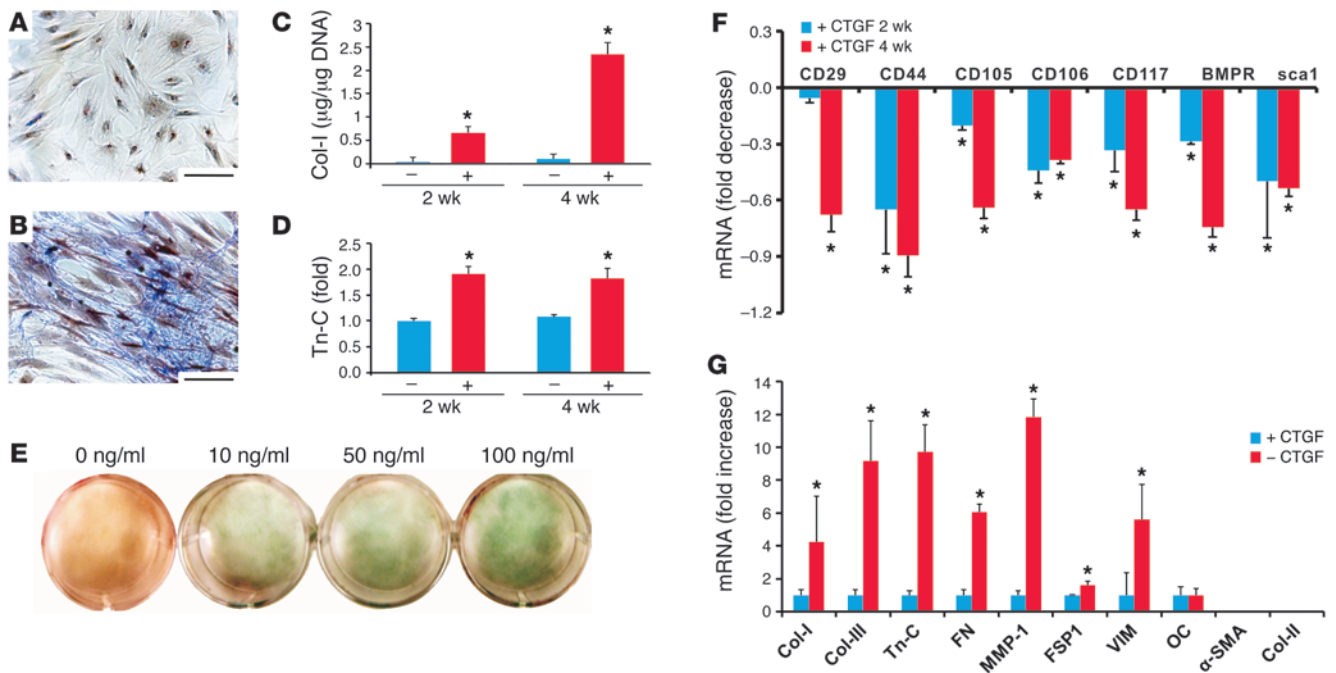 A
B
C
Col-I (µg/µg DNA)
3
2.5
2
1.5
1
0.5
0
*
*
– + – +
2 wk 4 wk
D
Tn-C (fold)
2.5
2.0
1.5
1.0
0.5
0.0
*
*
– + – +
2 wk 4 wk
E
0 ng/ml 10 ng/ml 50 ng/ml 100 ng/ml
F
+ CTGF 2 wk
+ CTGF 4 wk
mRNA (fold decrease)
0.3
0.0
–0.3
–0.6
–0.9
–1.2
CD29 CD44 CD105 CD106 CD117 BMPR sca1
* * * * * * * * * * * * *
G
mRNA (fold increase)
14
12
10
8
6
4
2
0
+ CTGF
– CTGF
* * * * * * *
Col-I Col-III Tn-C FN MMP-1 FSP1 VIM OC α-SMA Col-II